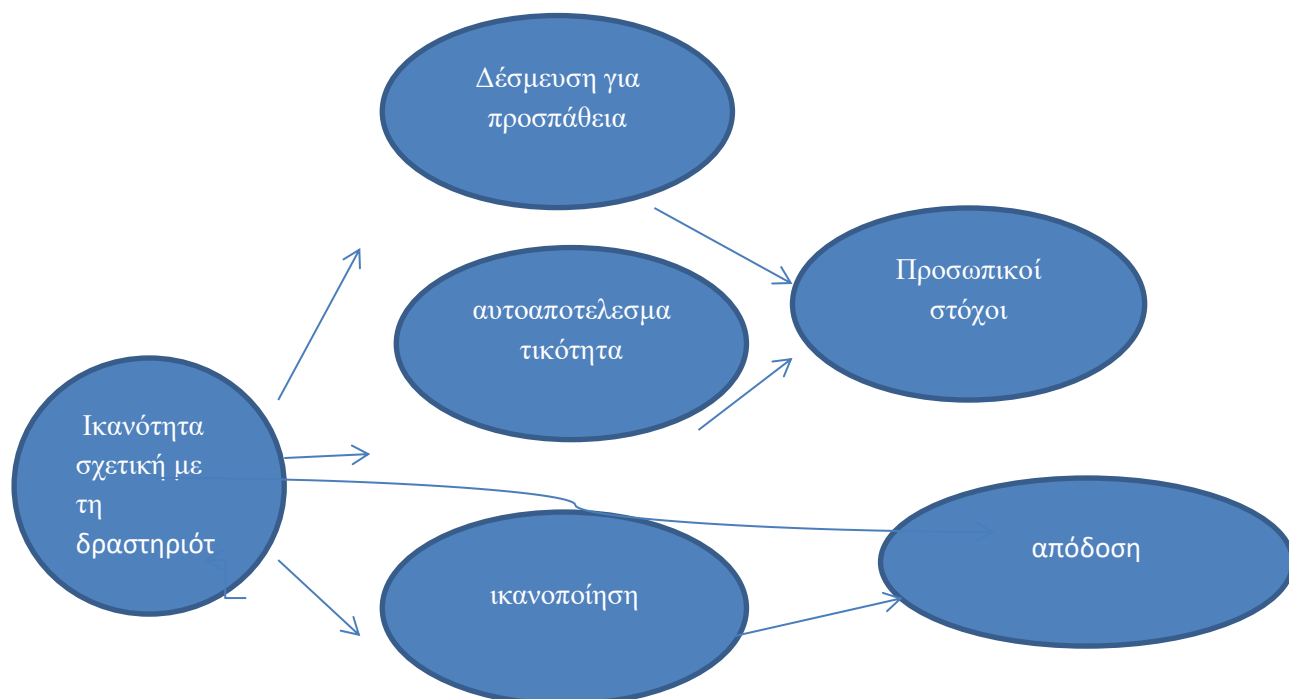 Δέσμευση για
προσπάθεια
Προσωπικοί
στόχοι
αυτοαποτελεσμα
τικότητα
Ικανότητα
σχετική με
τη
δραστηριότ
απόδοση
ικανοποίηση